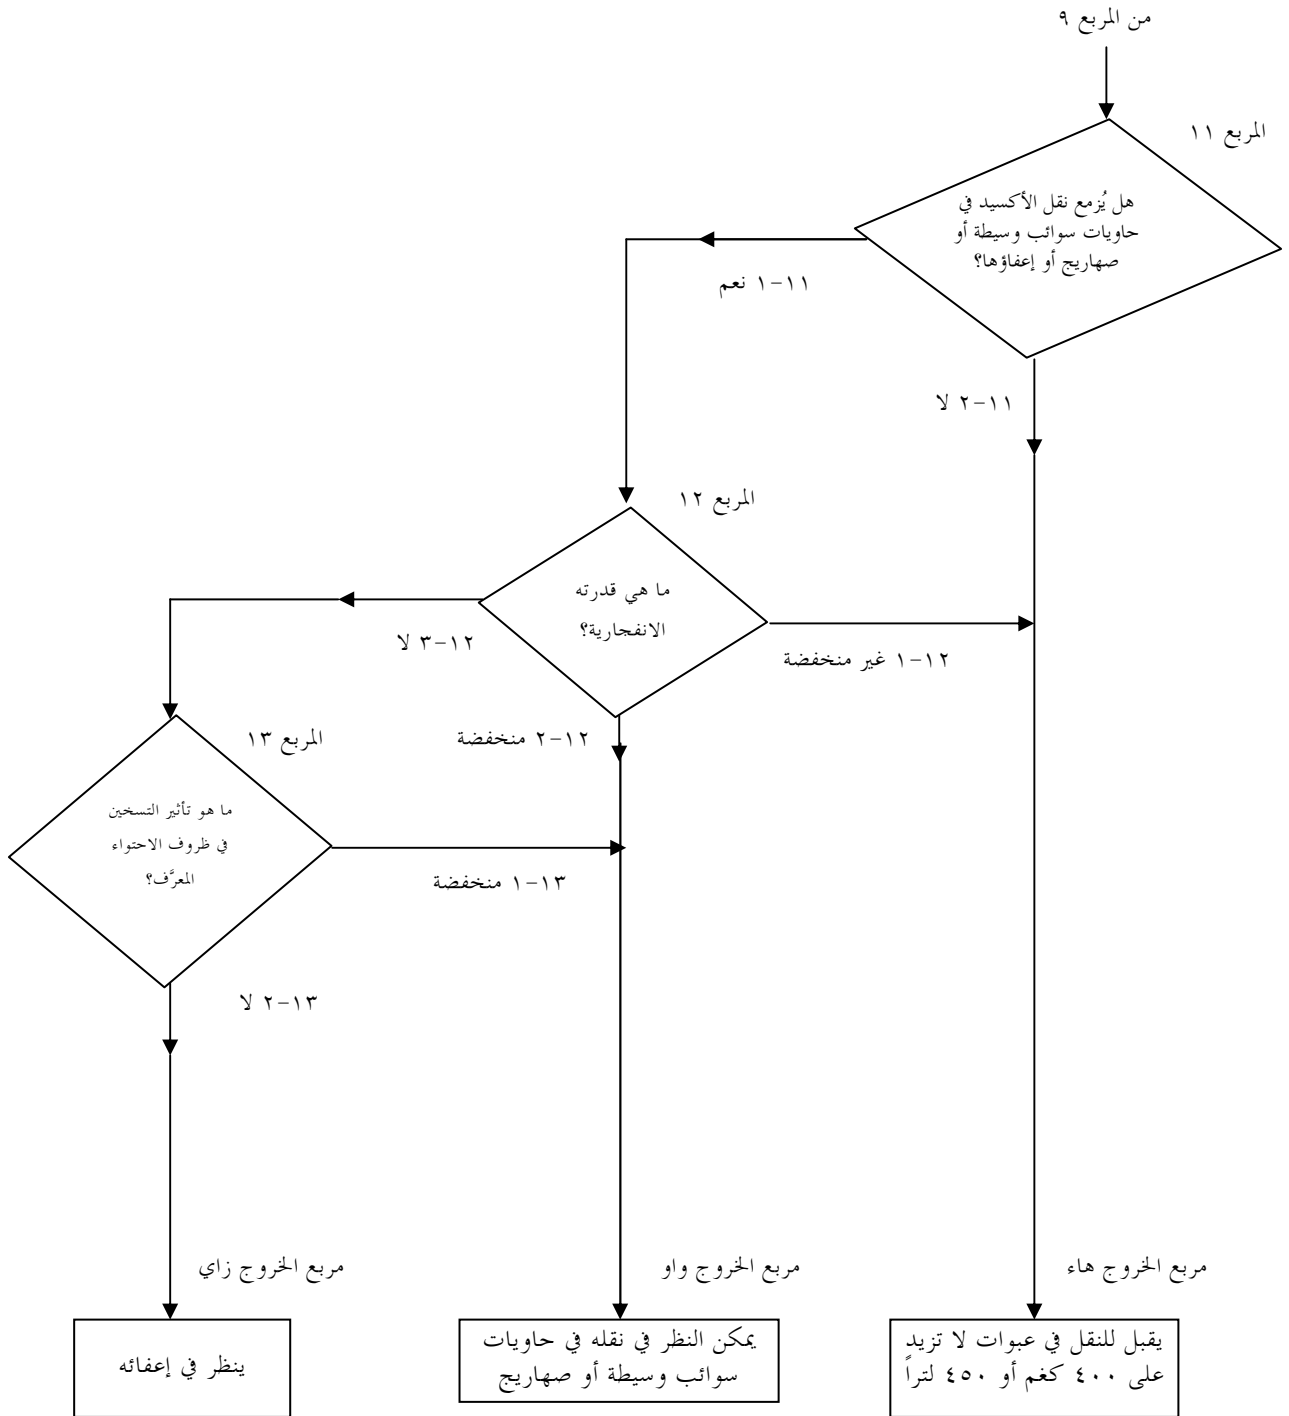 من المربع ٩
المربع ١١
هل يُزمع نقل الأكسيد في
حاويات سوائب وسيطة أو
صهاريج أو إعفاؤها؟
١١-١ نعم
١١-٢ لا
المربع ١٢
ما هي قدرته
الانفجارية؟
١٢-١ غير منخفضة
١٢-٣ لا
١٢-٢ منخفضة
المربع ١٣
ما هو تأثير التسخين
في ظروف الاحتواء
المعرَّف؟
١٣-١ منخفضة
١٣-٢ لا
مربع الخروج هاء
مربع الخروج واو
مربع الخروج زاي
يقبل للنقل في عبوات لا تزيد
على ٤٠٠ كغم أو ٤٥٠ لتراً
يمكن النظر في نقله في حاويات
سوائب وسيطة أو صهاريج
ينظر في إعفائه